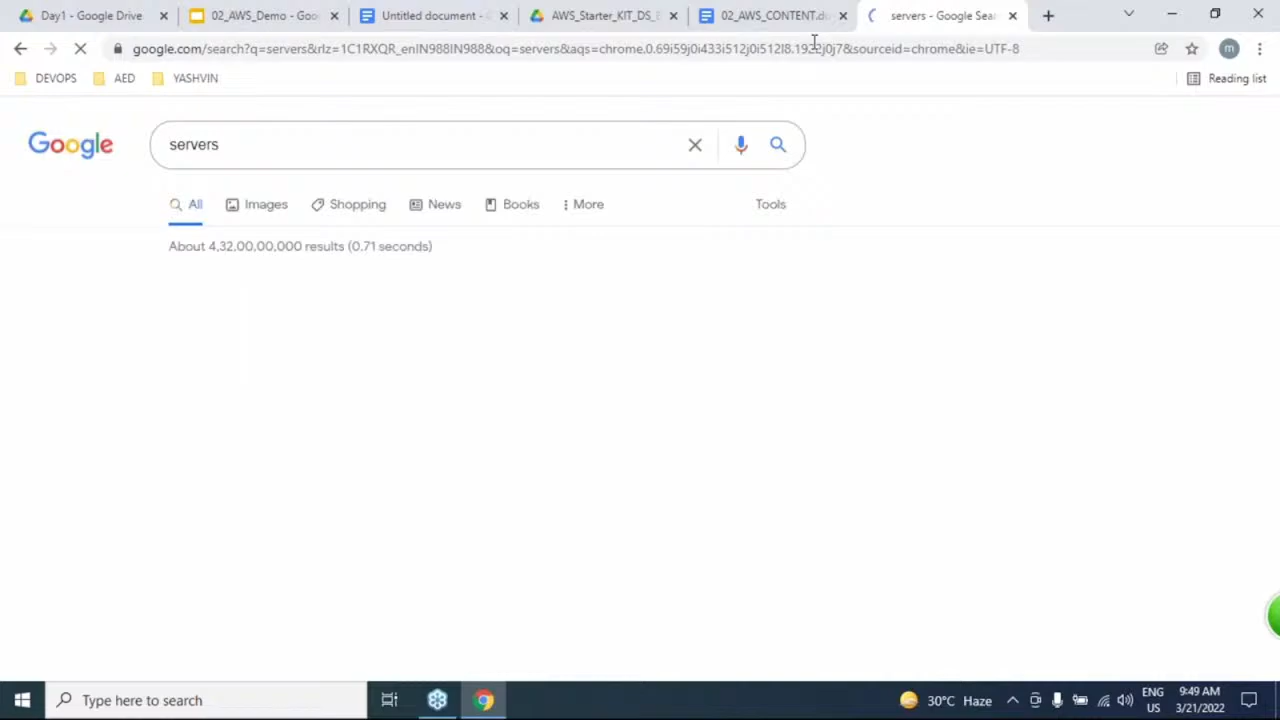 Day1 - Google Drive
02_AWS_Demo - Goo
Untitled document -
AWS_Starter_KIT_DS_
02_AWS_CONTENT.do
servers - Google Sea
google.com/search?q=servers&rlz=1C1RXQR_enIN988IN988&oq=servers&aqs=chrome.0.69i59j0i433i512j0i512l8.1922j0j7&sourceid=chrome&ie=UTF-8
m
DEVOPS
AED
YASHVIN
Reading list
Google
servers
All
Images
Shopping
News
Books
More
Tools
About 4,32,00,00,000 results (0.71 seconds)
Type here to search
30°C Haze
ENG
US
9:49 AM
3/21/2022